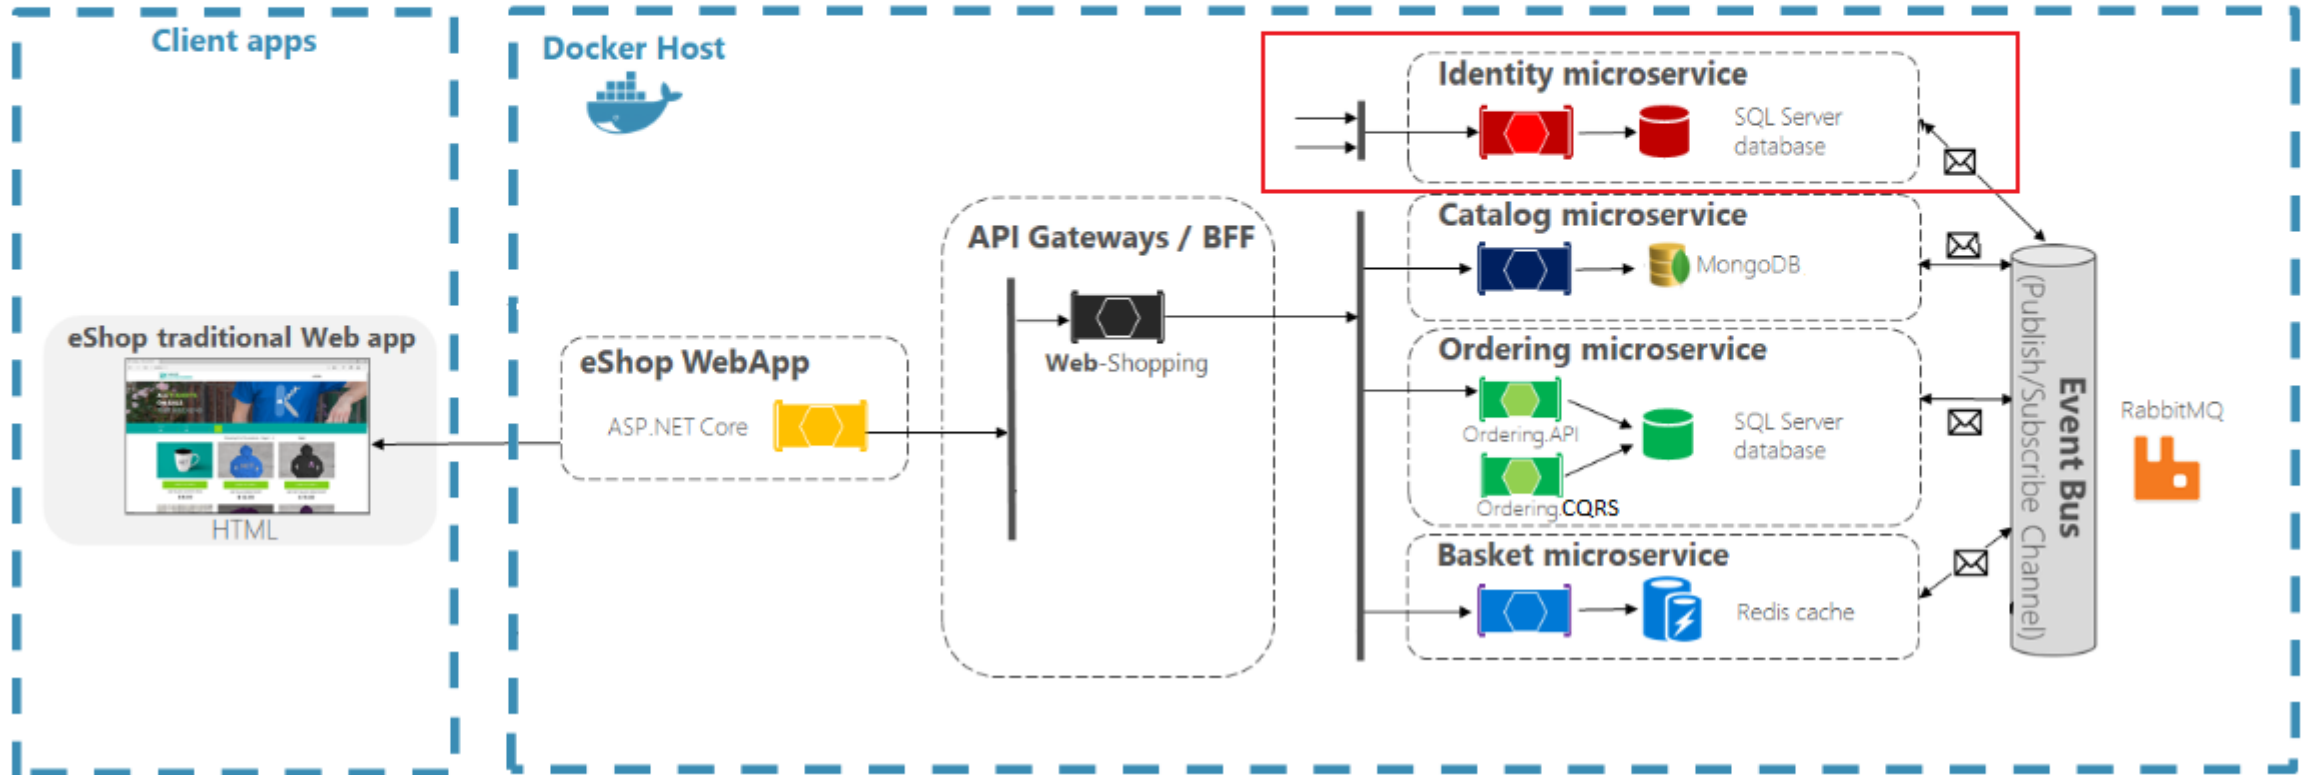 Client apps
eShop traditional Web app
HTML
Docker Host
eShop WebApp
ASP.NET Core
API Gateways / BFF
Web-Shopping
Identity microservice
SQL Server
database
Catalog microservice
MongoDB
Ordering microservice
Ordering.API
SQL Server
database
Ordering.CQRS
Basket microservice
Redis cache
Event Bus
(Publish/Subscribe Channel)
RabbitMQ